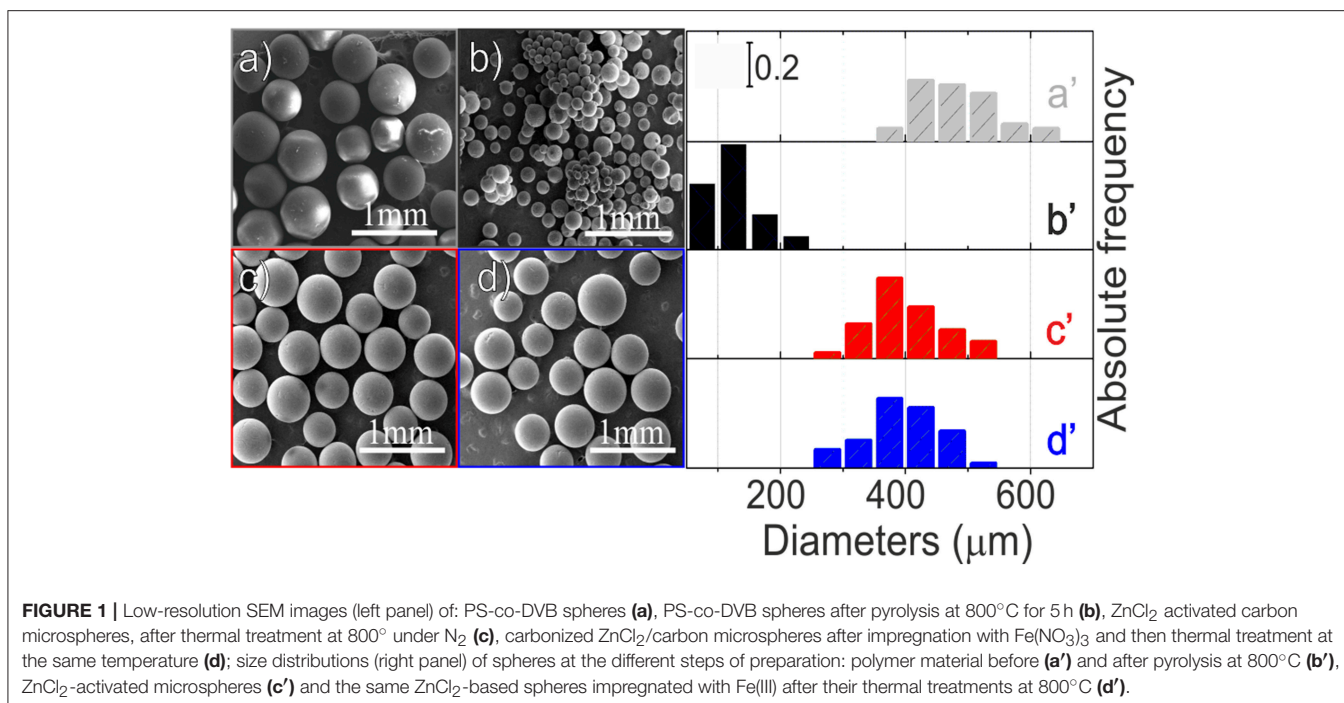 a)
b)
1mm
1mm
c)
d)
1mm
1mm
0.2
a’
b’
c’
d’
Absolute frequency
200 400 600
Diameters (μm)
FIGURE 1 | Low-resolution SEM images (left panel) of: PS-co-DVB spheres (a), PS-co-DVB spheres after pyrolysis at 800°C for 5 h (b), ZnCl₂ activated carbon
microspheres, after thermal treatment at 800° under N₂ (c), carbonized ZnCl₂/carbon microspheres after impregnation with Fe(NO₃)₃ and then thermal treatment at
the same temperature (d); size distributions (right panel) of spheres at the different steps of preparation: polymer material before (a′) and after pyrolysis at 800°C (b′),
ZnCl₂-activated microspheres (c′) and the same ZnCl₂-based spheres impregnated with Fe(III) after their thermal treatments at 800°C (d′).